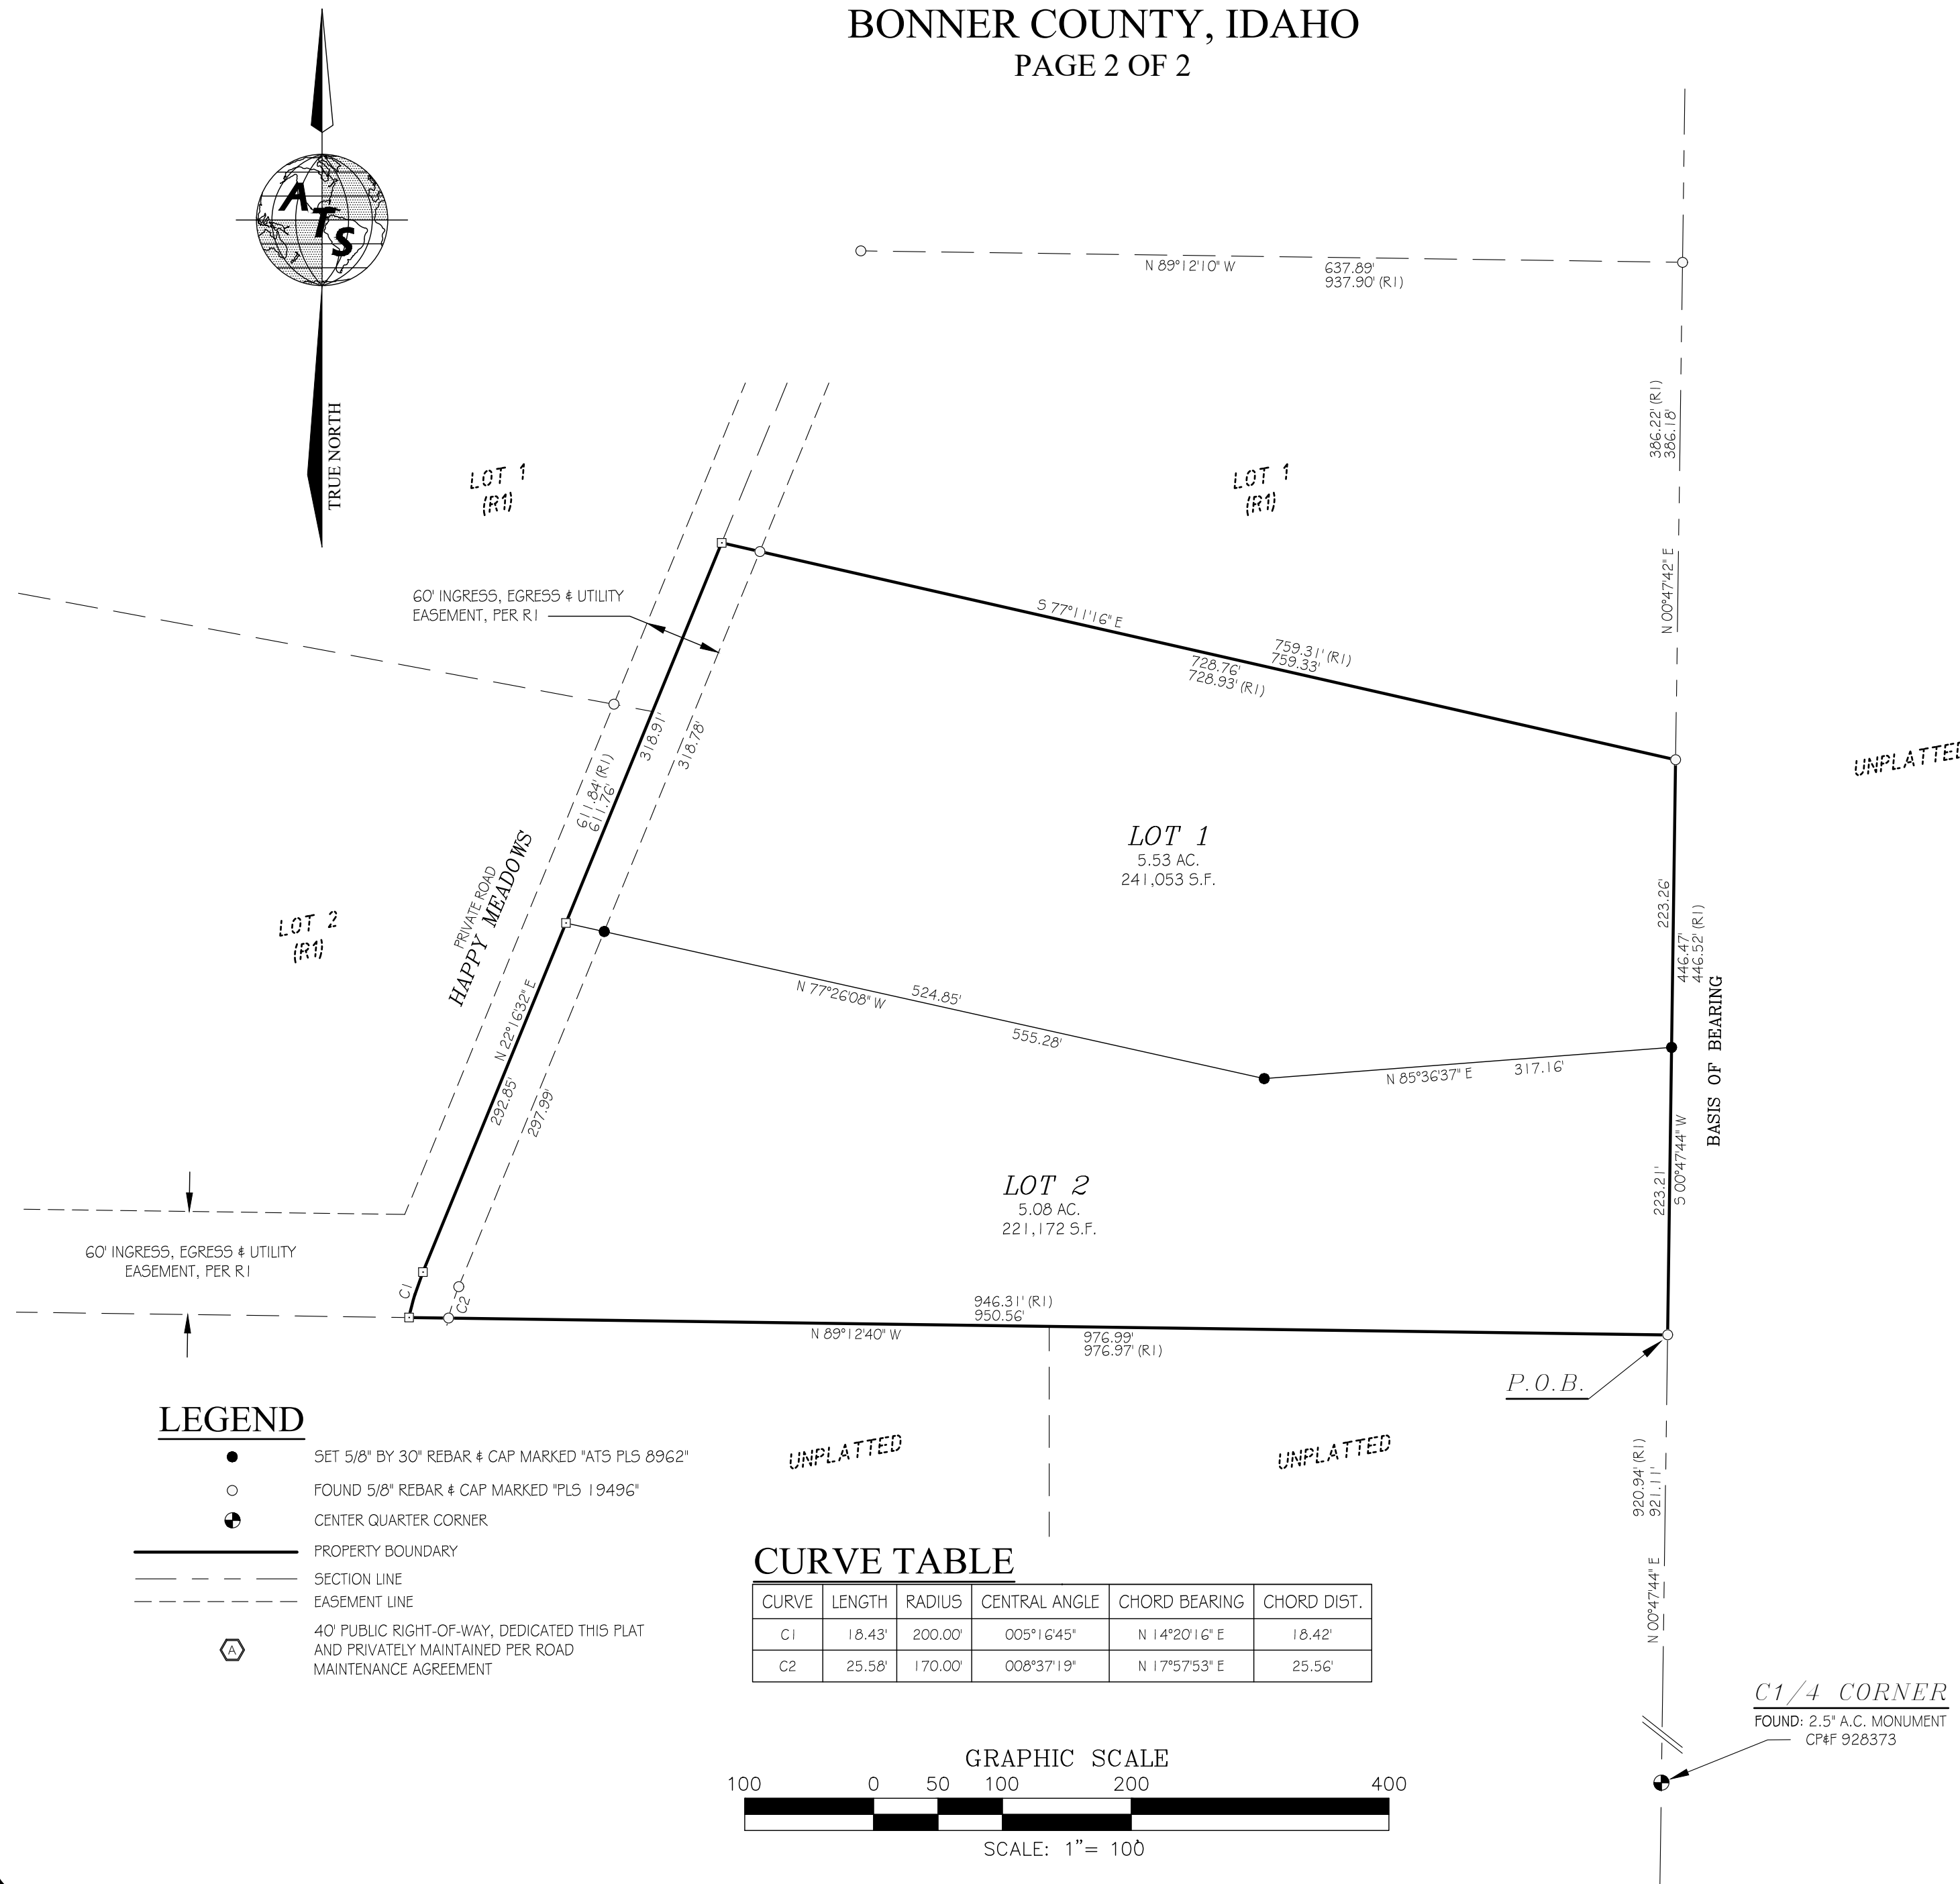 BONNER COUNTY, IDAHO
PAGE 2 OF 2
A
T
S
TRUE NORTH
N 89°12'10" W
637.89'
937.90' (R1)
386.22' (R1)
386.18'
N 00°47'42" E
LOT 1
(R1)
LOT 1
(R1)
60' INGRESS, EGRESS & UTILITY
EASEMENT, PER R1
S 77°11'16" E
759.31' (R1)
759.33'
728.76'
728.93' (R1)
318.91'
318.78'
611.84' (R1)
611.76'
UNPLATTED
LOT 1
5.53 AC.
241,053 S.F.
PRIVATE ROAD
HAPPY MEADOWS
LOT 2
(R1)
223.26'
446.47'
446.52' (R1)
BASIS OF BEARING
N 22°16'32" E
N 77°26'08" W
524.85'
555.28'
N 85°36'37" E
317.16'
292.85'
297.99'
223.21'
S 00°47'44" W
LOT 2
5.08 AC.
221,172 S.F.
60' INGRESS, EGRESS & UTILITY
EASEMENT, PER R1
C1
C2
946.31' (R1)
950.56'
N 89°12'40" W
976.99'
976.97' (R1)
P.O.B.
LEGEND
SET 5/8" BY 30" REBAR & CAP MARKED "ATS PLS 8962"
FOUND 5/8" REBAR & CAP MARKED "PLS 19496"
CENTER QUARTER CORNER
PROPERTY BOUNDARY
SECTION LINE
EASEMENT LINE
A
40' PUBLIC RIGHT-OF-WAY, DEDICATED THIS PLAT
AND PRIVATELY MAINTAINED PER ROAD
MAINTENANCE AGREEMENT
UNPLATTED
UNPLATTED
920.94' (R1)
921.11'
N 00°47'44" E
CURVE TABLE
CURVE LENGTH RADIUS CENTRAL ANGLE CHORD BEARING CHORD DIST.
C1 18.43' 200.00' 005°16'45" N 14°20'16" E 18.42'
C2 25.58' 170.00' 008°37'19" N 17°57'53" E 25.56'
C1/4 CORNER
FOUND: 2.5" A.C. MONUMENT
CP&F 928373
GRAPHIC SCALE
100 0 50 100 200 400
SCALE: 1"= 100'